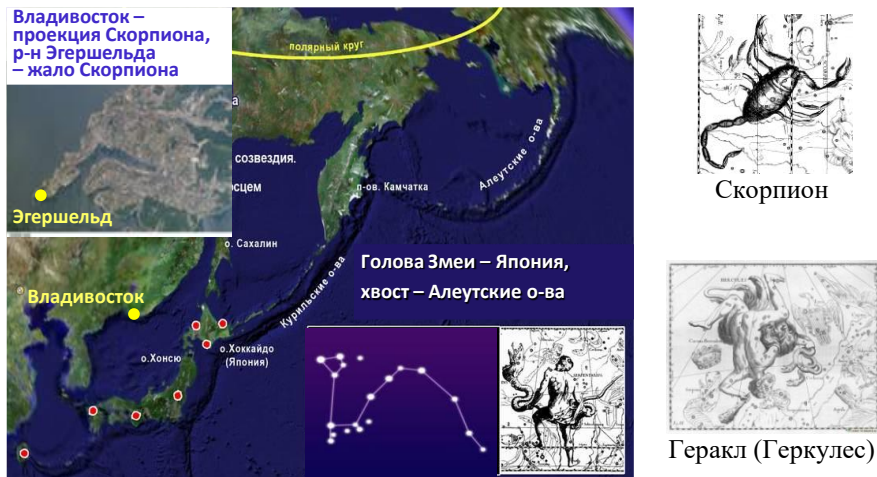 Владивосток –
проекция Скорпиона,
р-н Эгершельда
– жало Скорпиона
Эгершельд
полярный круг
а
созвездия.
осцем
п-ов. Камчатка
Алеутские о-ва
о. Сахалин
Курильские о-ва
Голова Змеи – Япония,
хвост – Алеутские о-ва
Владивосток
о.Хонсю
о.Хоккайдо
(Япония)
Скорпион
HERCULES
Геракл (Геркулес)